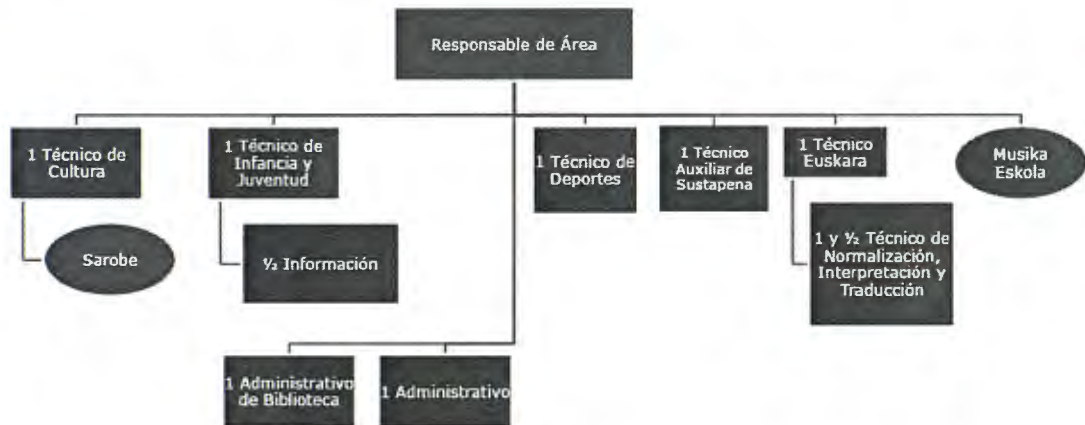 Responsable de Área
1 Técnico de
Cultura
1 Técnico de
Infancia y
Juventud
1 Técnico de
Deportes
1 Técnico
Auxiliar de
Sustapena
1 Técnico
Euskara
Musika
Eskola
Sarobe
½ Información
1 y ½ Técnico de
Normalización,
Interpretación y
Traducción
1 Administrativo
de Biblioteca
1 Administrativo